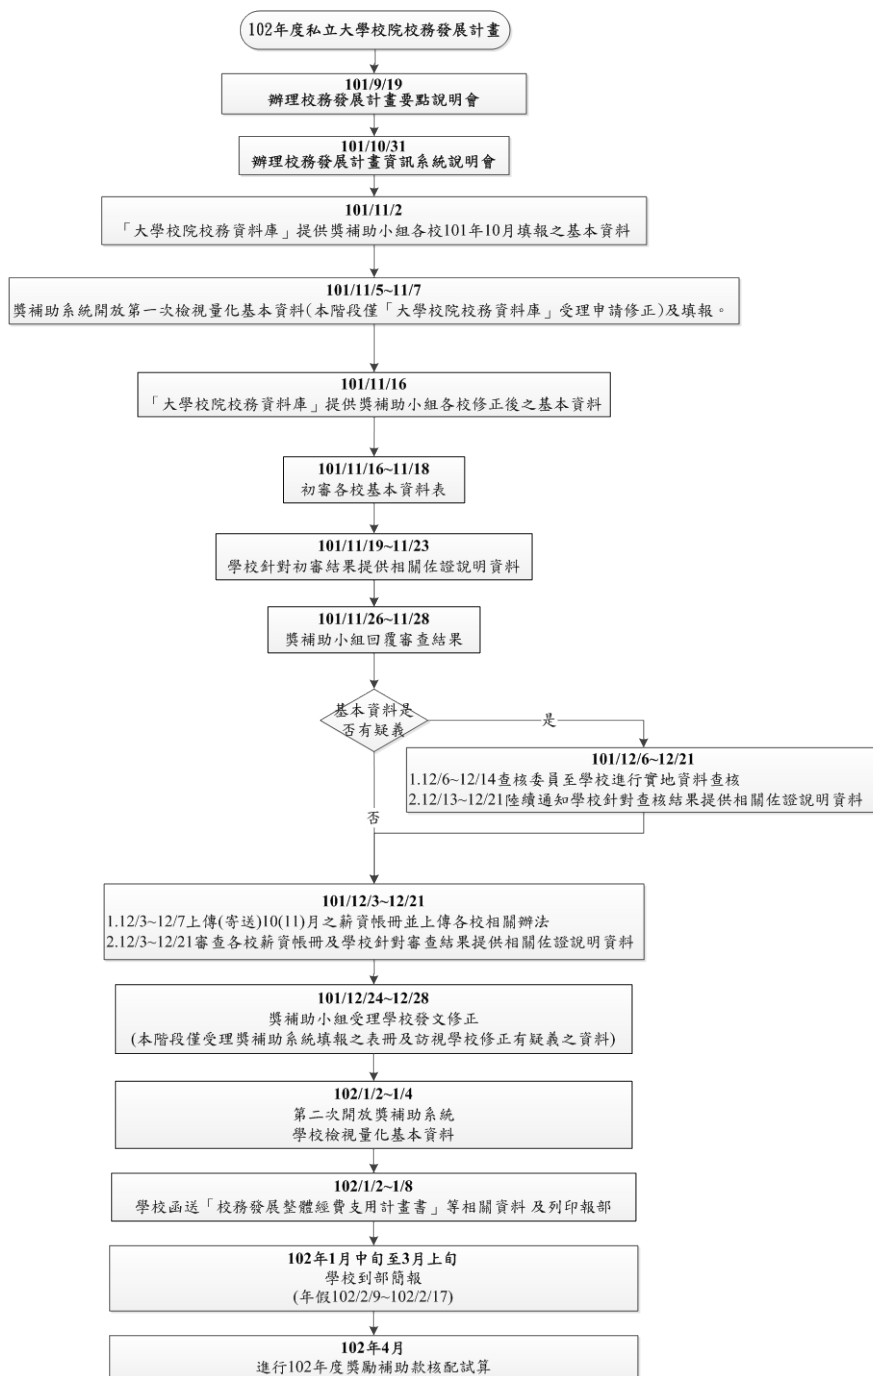 102年度私立大學校院校務發展計畫
101/9/19
辦理校務發展計畫要點說明會
101/10/31
辦理校務發展計畫資訊系統說明會
101/11/2
「大學校院校務資料庫」提供獎補助小組各校101年10月填報之基本資料
101/11/5~11/7
獎補助系統開放第一次檢視量化基本資料(本階段僅「大學校院校務資料庫」受理申請修正)及填報。
101/11/16
「大學校院校務資料庫」提供獎補助小組各校修正後之基本資料
101/11/16~11/18
初審各校基本資料表
101/11/19~11/23
學校針對初審結果提供相關佐證說明資料
101/11/26~11/28
獎補助小組回覆審查結果
基本資料是
否有疑義
是
101/12/6~12/21
1.12/6~12/14查核委員至學校進行實地資料查核
2.12/13~12/21陸續通知學校針對查核結果提供相關佐證說明資料
否
101/12/3~12/21
1.12/3~12/7上傳(寄送)10(11)月之薪資帳冊並上傳各校相關辦法
2.12/3~12/21審查各校薪資帳冊及學校針對審查結果提供相關佐證說明資料
101/12/24~12/28
獎補助小組受理學校發文修正
(本階段僅受理獎補助系統填報之表冊及訪視學校修正有疑義之資料)
102/1/2~1/4
第二次開放獎補助系統
學校檢視量化基本資料
102/1/2~1/8
學校函送「校務發展整體經費支用計畫書」等相關資料 及列印報部
102年1月中旬至3月上旬
學校到部簡報
(年假102/2/9~102/2/17)
102年4月
進行102年度獎勵補助款核配試算